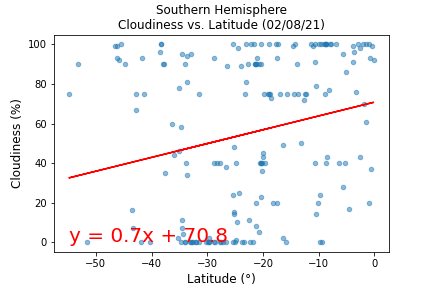 Southern Hemisphere
Cloudiness vs. Latitude (02/08/21)
Cloudiness (%)
100
80
60
40
20
0
y = 0.7x + 70.8
−50
−40
−30
−20
−10
0
Latitude (°)